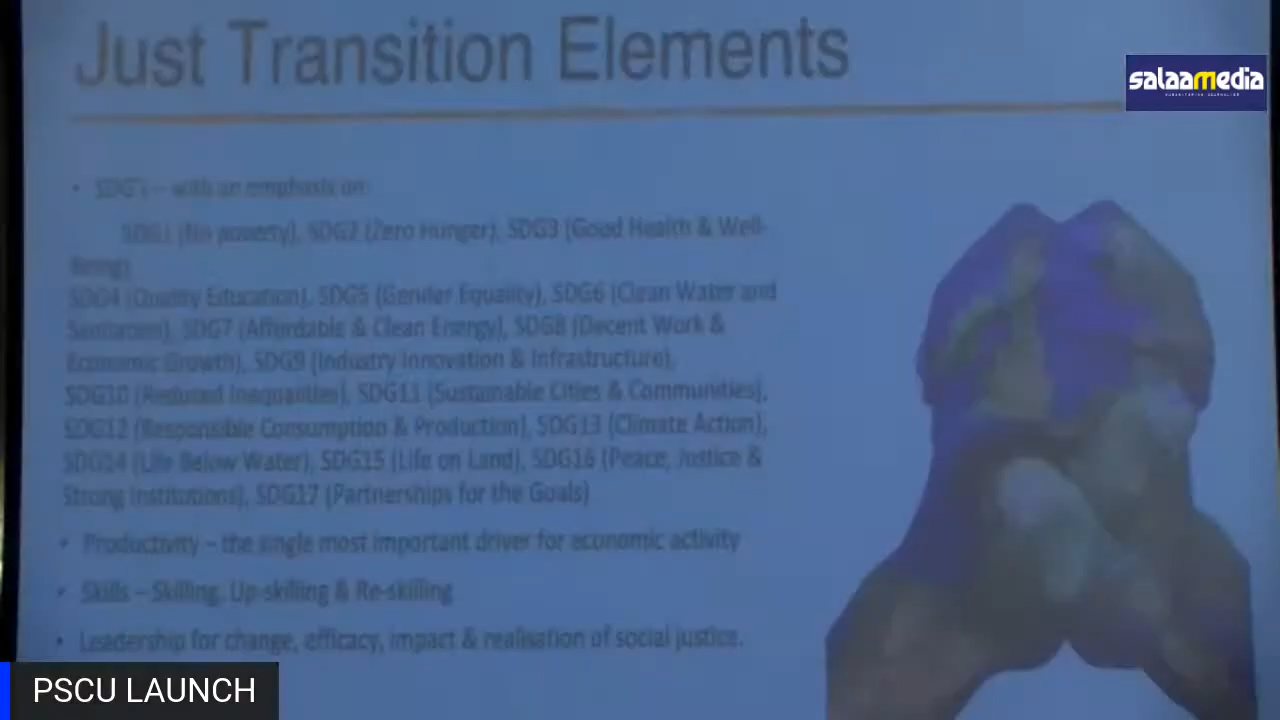 Just Transition Elements
salaamedia
HUMANITARIAN JOURNALISM
• SDG's – with an emphasis on:
SDG1 (No poverty), SDG2 (Zero Hunger), SDG3 (Good Health & Well-
Being)
SDG4 (Quality Education), SDG5 (Gender Equality), SDG6 (Clean Water and
Sanitation), SDG7 (Affordable & Clean Energy), SDG8 (Decent Work &
Economic Growth), SDG9 (Industry Innovation & Infrastructure),
SDG10 (Reduced Inequalities), SDG11 (Sustainable Cities & Communities),
SDG12 (Responsible Consumption & Production), SDG13 (Climate Action),
SDG14 (Life Below Water), SDG15 (Life on Land), SDG16 (Peace, Justice &
Strong Institutions), SDG17 (Partnerships for the Goals)
• Productivity – the single most important driver for economic activity
• Skills – Skilling, Up-skilling & Re-skilling
• Leadership for change, efficacy, impact & realisation of social justice.
PSCU LAUNCH